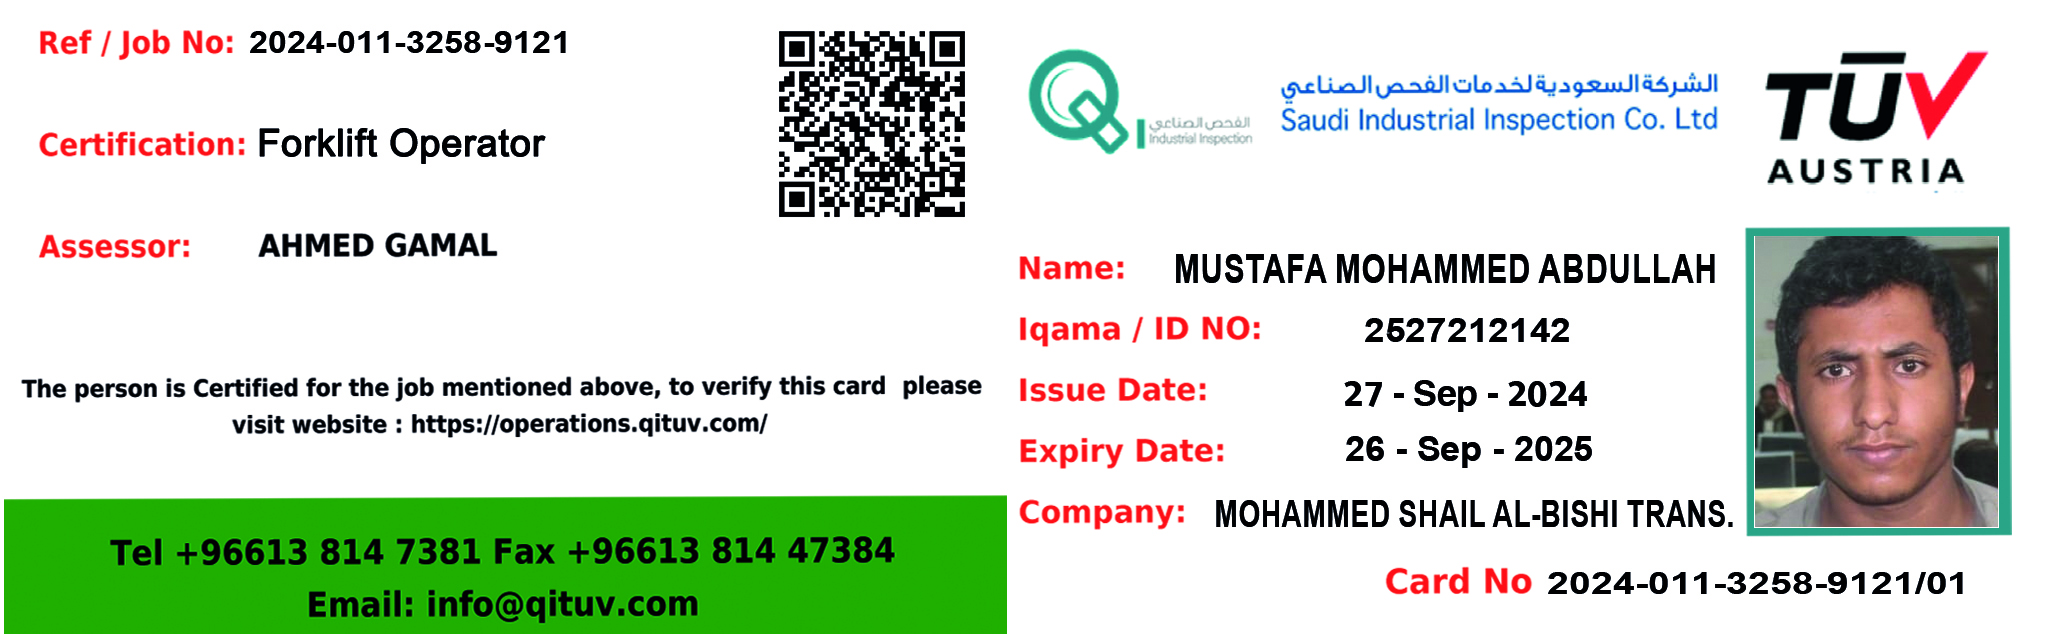 Ref / Job No: 2024-011-3258-9121
Certification: Forklift Operator
Assessor: AHMED GAMAL
The person is Certified for the job mentioned above, to verify this card please
visit website : https://operations.qituv.com/
Tel +96613 814 7381 Fax +96613 814 47384
Email: info@qituv.com
الفحص الصناعي
Industrial Inspection
الشركة السعودية لخدمات الفحص الصناعي
Saudi Industrial Inspection Co. Ltd
TÜV
AUSTRIA
Name: MUSTAFA MOHAMMED ABDULLAH
Iqama / ID NO: 2527212142
Issue Date: 27 - Sep - 2024
Expiry Date: 26 - Sep - 2025
Company: MOHAMMED SHAIL AL-BISHI TRANS.
Card No 2024-011-3258-9121/01